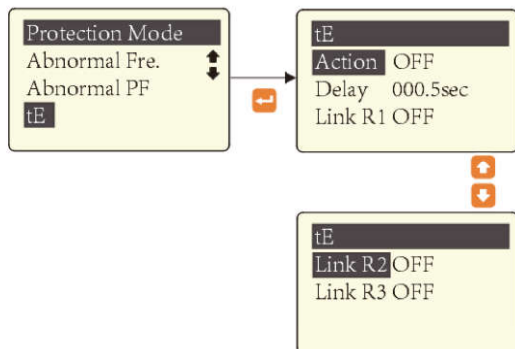 Protection Mode
Abnormal Fre.
Abnormal PF
tE
tE
Action OFF
Delay 000.5sec
Link R1 OFF
tE
Link R2 OFF
Link R3 OFF